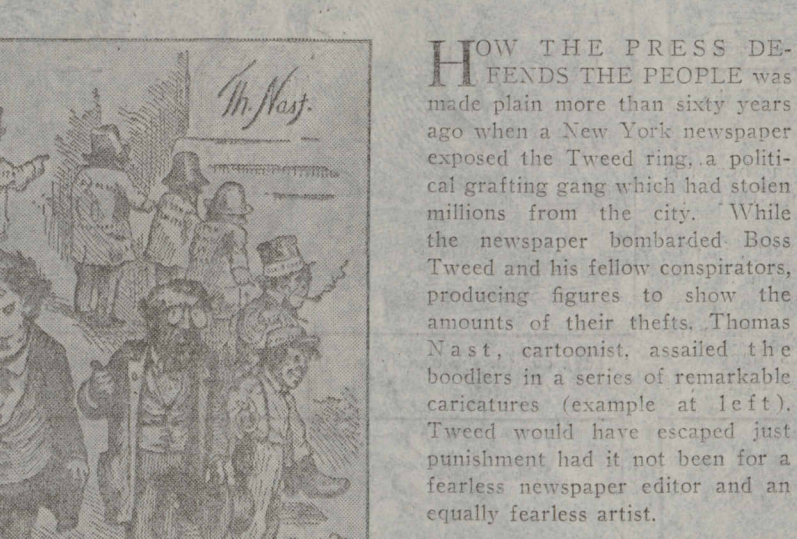 Th. Nast.
HOW THE PRESS DE-
FENDS THE PEOPLE was
made plain more than sixty years
ago when a New York newspaper
exposed the Tweed ring, a politi-
cal grafting gang which had stolen
millions from the city. While
the newspaper bombarded Boss
Tweed and his fellow conspirators,
producing figures to show the
amounts of their thefts, Thomas
Nast, cartoonist, assailed the
boodlers in a series of remarkable
caricatures (example at left).
Tweed would have escaped just
punishment had it not been for a
fearless newspaper editor and an
equally fearless artist.